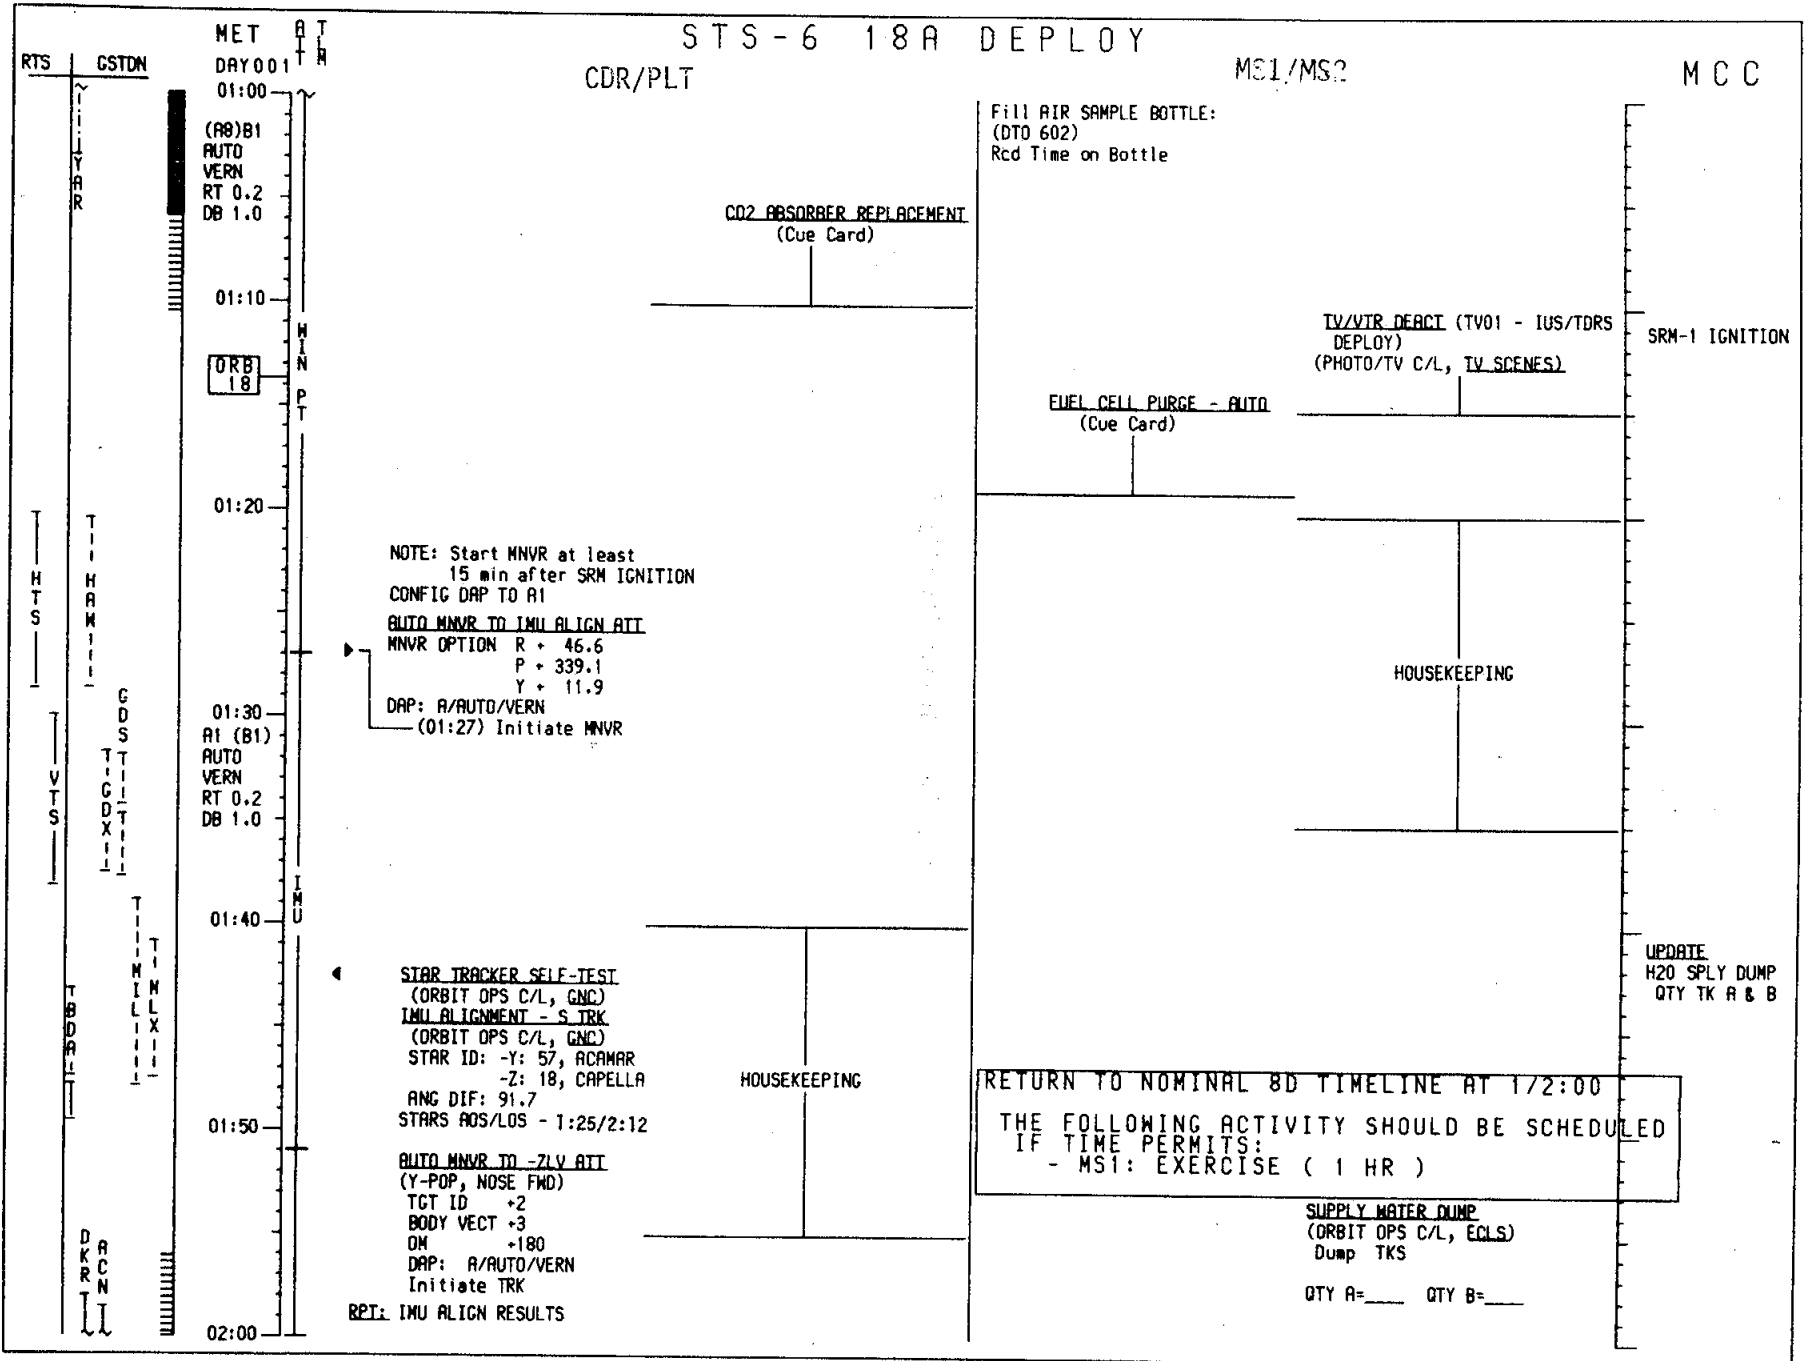 STS-6 18A DEPLOY
RTS
GSTDN
MET
DAY001
ATT
TLM
CDR/PLT
MS1/MS2
MCC
01:00
(A8)B1
AUTO
VERN
RT 0.2
DB 1.0
YAR
01:10
ORB
18
WIN PT
01:20
HTS
HAW
GDS
01:30
A1 (B1)
AUTO
VERN
RT 0.2
DB 1.0
VTS
GDX
IMU
01:40
MIL
MLX
BDA
01:50
DKR
ACN
02:00
CO2 ABSORBER REPLACEMENT
(Cue Card)
NOTE: Start MNVR at least
15 min after SRM IGNITION
CONFIG DAP TO A1
AUTO MNVR TO IMU ALIGN ATT
MNVR OPTION R + 46.6
P + 339.1
Y + 11.9
DAP: A/AUTO/VERN
(01:27) Initiate MNVR
STAR TRACKER SELF-TEST
(ORBIT OPS C/L, GNC)
IMU ALIGNMENT - S TRK
(ORBIT OPS C/L, GNC)
STAR ID: -Y: 57, ACAMAR
-Z: 18, CAPELLA
ANG DIF: 91.7
STARS AOS/LOS - 1:25/2:12
AUTO MNVR TO -ZLV ATT
(Y-POP, NOSE FWD)
TGT ID +2
BODY VECT +3
OM +180
DAP: A/AUTO/VERN
Initiate TRK
RPT: IMU ALIGN RESULTS
HOUSEKEEPING
Fill AIR SAMPLE BOTTLE:
(DTO 602)
Rcd Time on Bottle
TV/VTR DEACT (TV01 - IUS/TDRS
DEPLOY)
(PHOTO/TV C/L, TV SCENES)
FUEL CELL PURGE - AUTO
(Cue Card)
HOUSEKEEPING
RETURN TO NOMINAL 8D TIMELINE AT 1/2:00
THE FOLLOWING ACTIVITY SHOULD BE SCHEDULED
IF TIME PERMITS:
- MS1: EXERCISE ( 1 HR )
SUPPLY WATER DUMP
(ORBIT OPS C/L, ECLS)
Dump TKS
QTY A=____ QTY B=____
SRM-1 IGNITION
UPDATE
H2O SPLY DUMP
QTY TK A & B